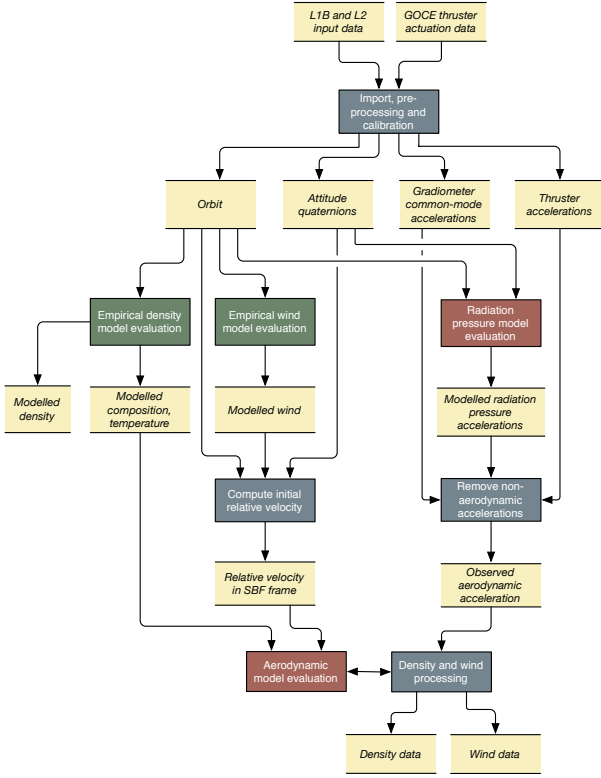 L1B and L2
input data
GOCE thruster
actuation data
Import, pre-
processing and
calibration
Orbit
Attitude
quaternions
Gradiometer
common-mode
accelerations
Thruster
accelerations
Empirical density
model evaluation
Empirical wind
model evaluation
Radiation
pressure model
evaluation
Modelled
density
Modelled
composition,
temperature
Modelled wind
Modelled radiation
pressure
accelerations
Compute initial
relative velocity
Remove non-
aerodynamic
accelerations
Relative velocity
in SBF frame
Observed
aerodynamic
acceleration
Aerodynamic
model evaluation
Density and wind
processing
Density data
Wind data